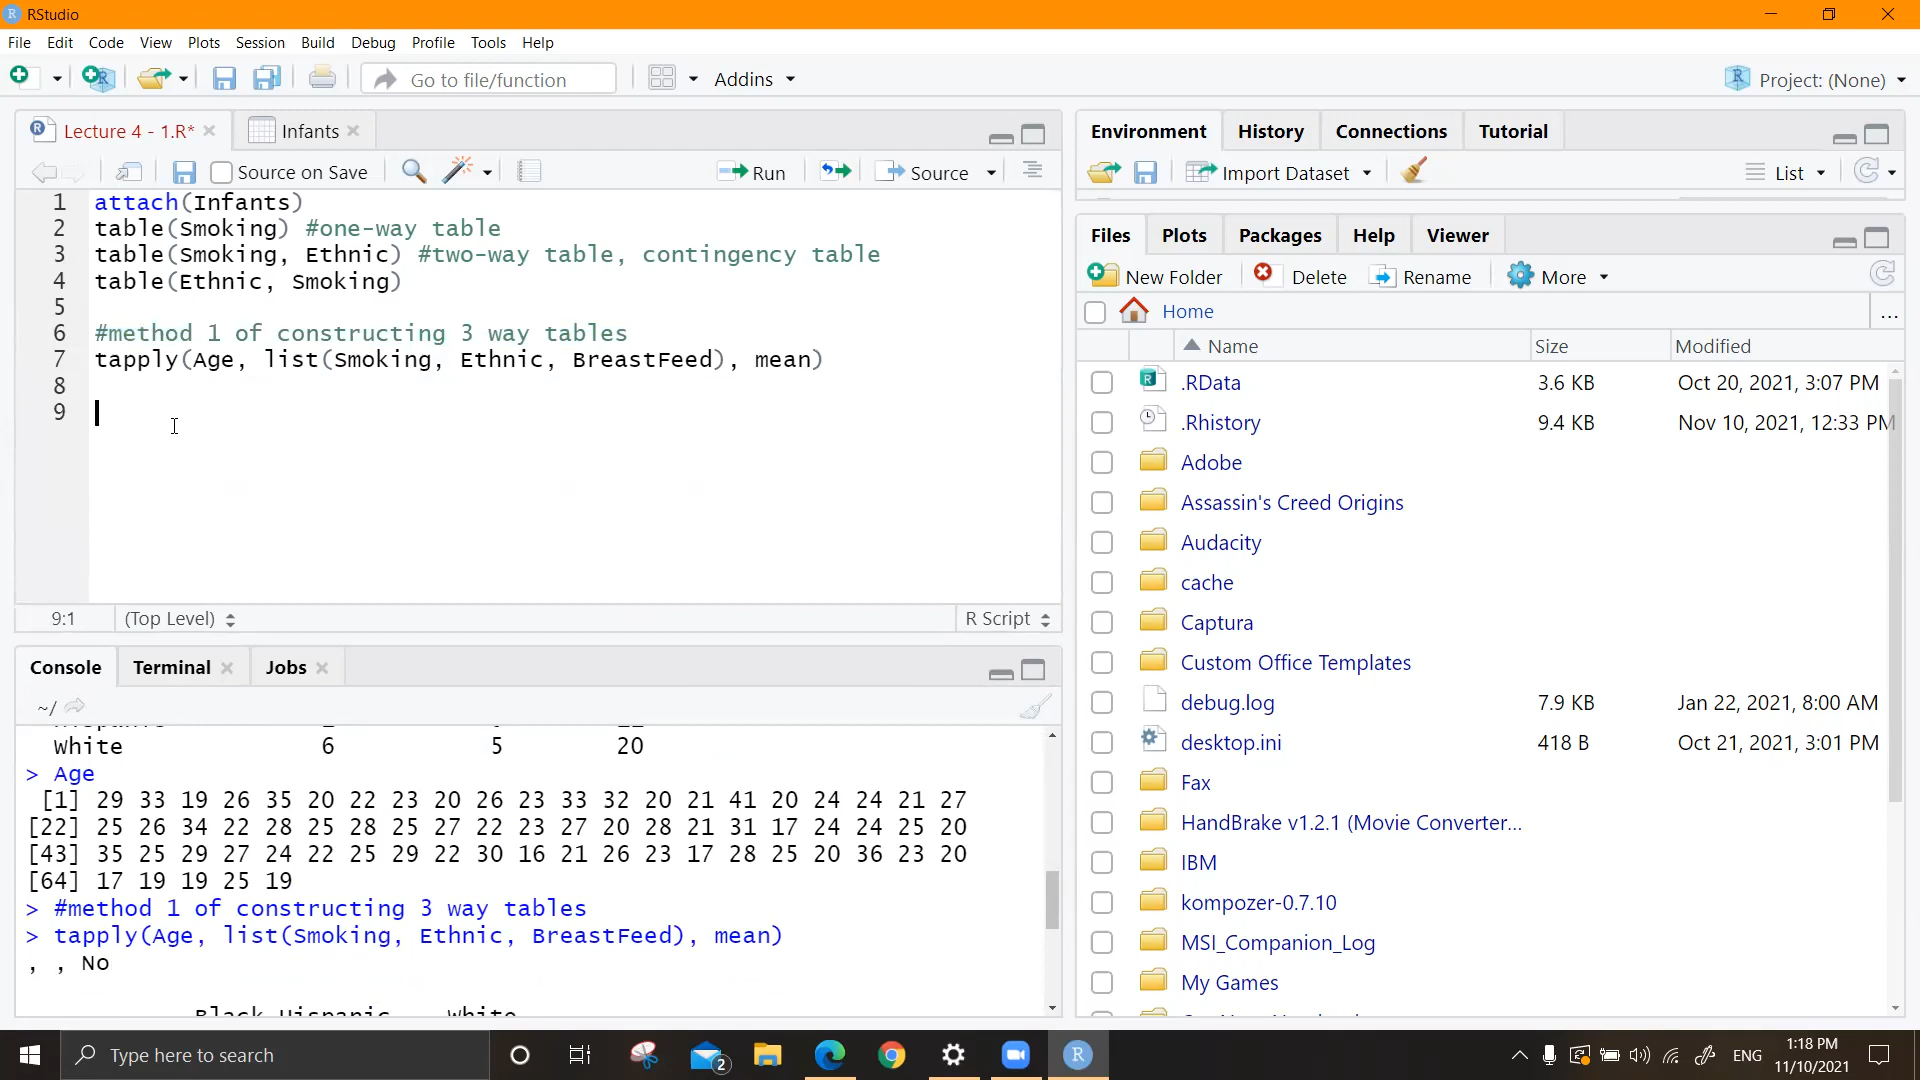 RStudio
File Edit Code View Plots Session Build Debug Profile Tools Help
Go to file/function Addins Project: (None)
Lecture 4 - 1.R* Infants
Source on Save Run Source
1 attach(Infants)
2 table(Smoking) #one-way table
3 table(Smoking, Ethnic) #two-way table, contingency table
4 table(Ethnic, Smoking)
5
6 #method 1 of constructing 3 way tables
7 tapply(Age, list(Smoking, Ethnic, BreastFeed), mean)
8
9
9:1 (Top Level) R Script
Console Terminal Jobs
~/
White 6 5 20
> Age
[1] 29 33 19 26 35 20 22 23 20 26 23 33 32 20 21 41 20 24 24 21 27
[22] 25 26 34 22 28 25 28 25 27 22 23 27 20 28 21 31 17 24 24 25 20
[43] 35 25 29 27 24 22 25 29 22 30 16 21 26 23 17 28 25 20 36 23 20
[64] 17 19 19 25 19
> #method 1 of constructing 3 way tables
> tapply(Age, list(Smoking, Ethnic, BreastFeed), mean)
, , No
Black Hispanic White
Environment History Connections Tutorial
Import Dataset List
Files Plots Packages Help Viewer
New Folder Delete Rename More
Home ...
Name Size Modified
.RData 3.6 KB Oct 20, 2021, 3:07 PM
.Rhistory 9.4 KB Nov 10, 2021, 12:33 PM
Adobe
Assassin's Creed Origins
Audacity
cache
Captura
Custom Office Templates
debug.log 7.9 KB Jan 22, 2021, 8:00 AM
desktop.ini 418 B Oct 21, 2021, 3:01 PM
Fax
HandBrake v1.2.1 (Movie Converter...
IBM
kompozer-0.7.10
MSI_Companion_Log
My Games
Type here to search 2 ENG 1:18 PM
11/10/2021